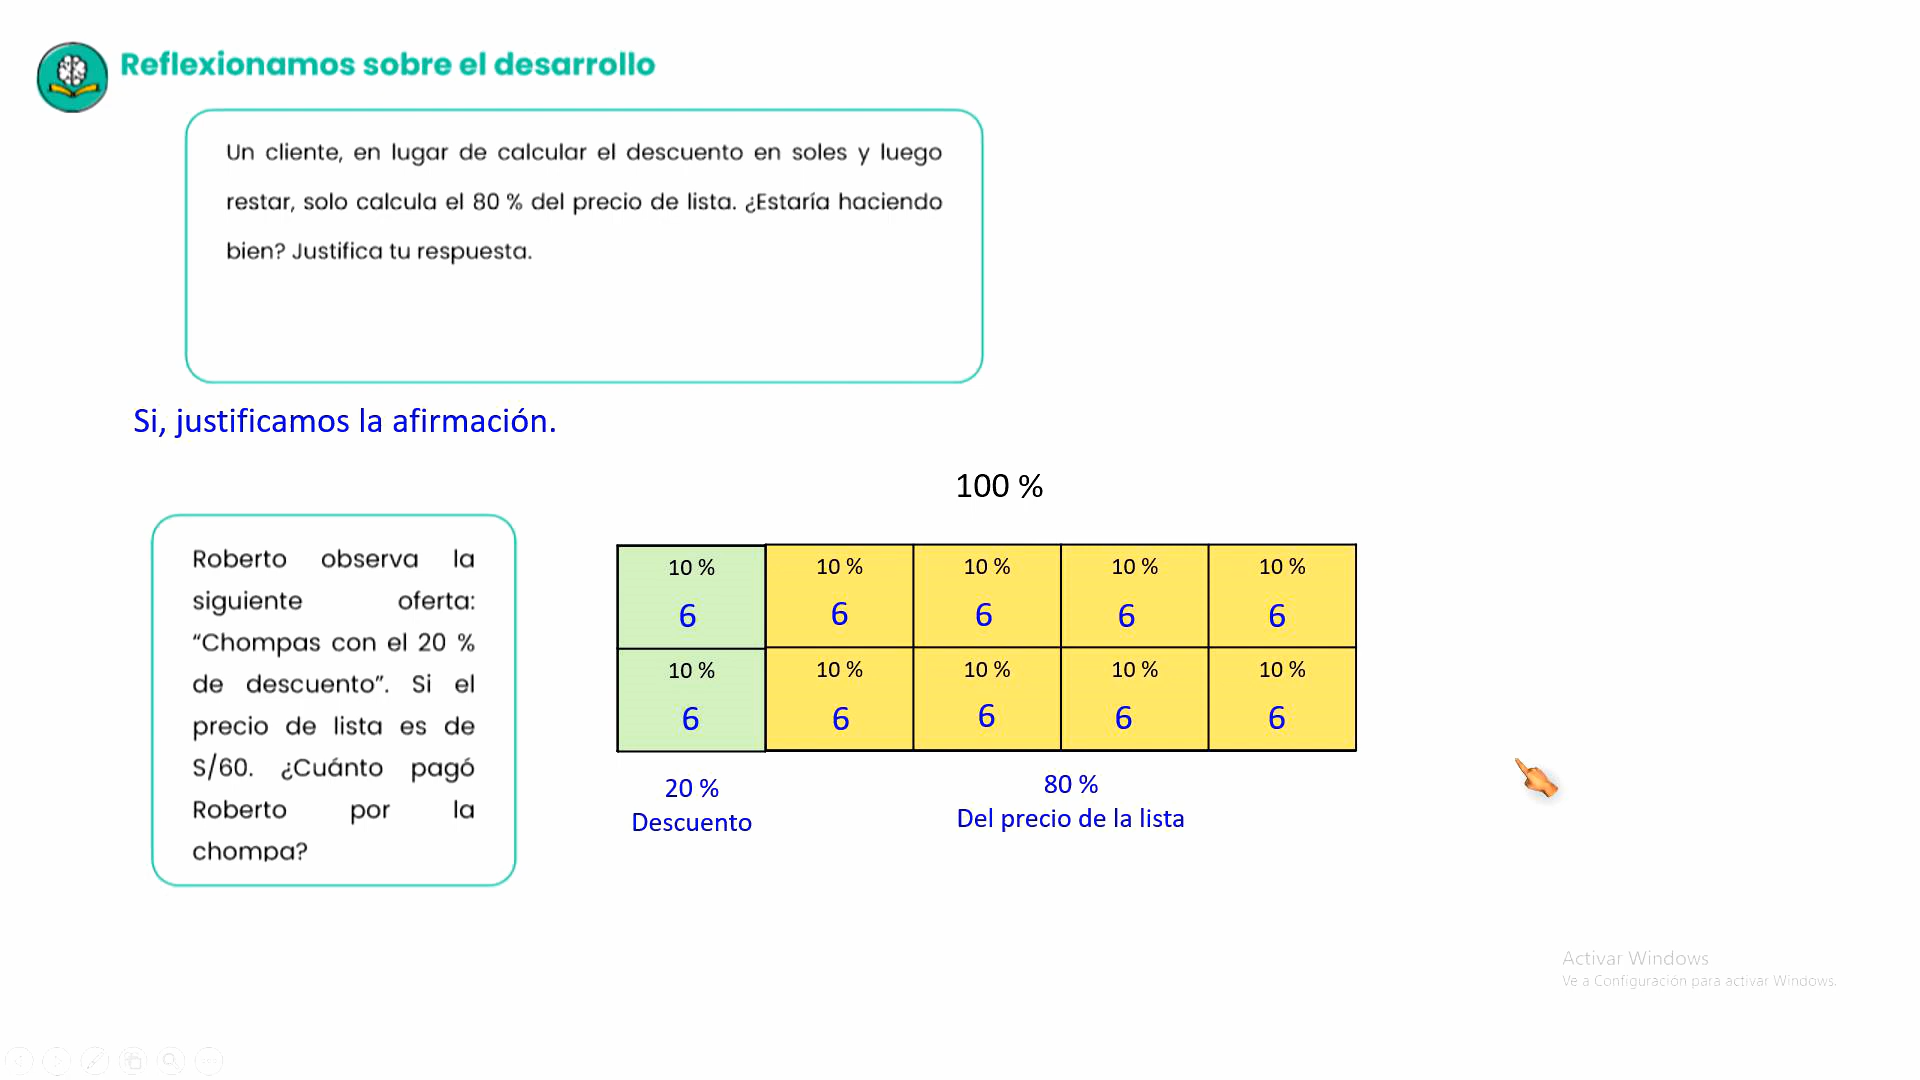 Reflexionamos sobre el desarrollo
Un cliente, en lugar de calcular el descuento en soles y luego
restar, solo calcula el 80 % del precio de lista. ¿Estaría haciendo
bien? Justifica tu respuesta.
Si, justificamos la afirmación.
100 %
Roberto observa la
siguiente oferta:
“Chompas con el 20 %
de descuento”. Si el
precio de lista es de
S/60. ¿Cuánto pagó
Roberto por la
chompa?
10 % 10 % 10 % 10 % 10 %
6 6 6 6 6
10 % 10 % 10 % 10 % 10 %
6 6 6 6 6
20 %
Descuento
80 %
Del precio de la lista
Activar Windows
Ve a Configuración para activar Windows.